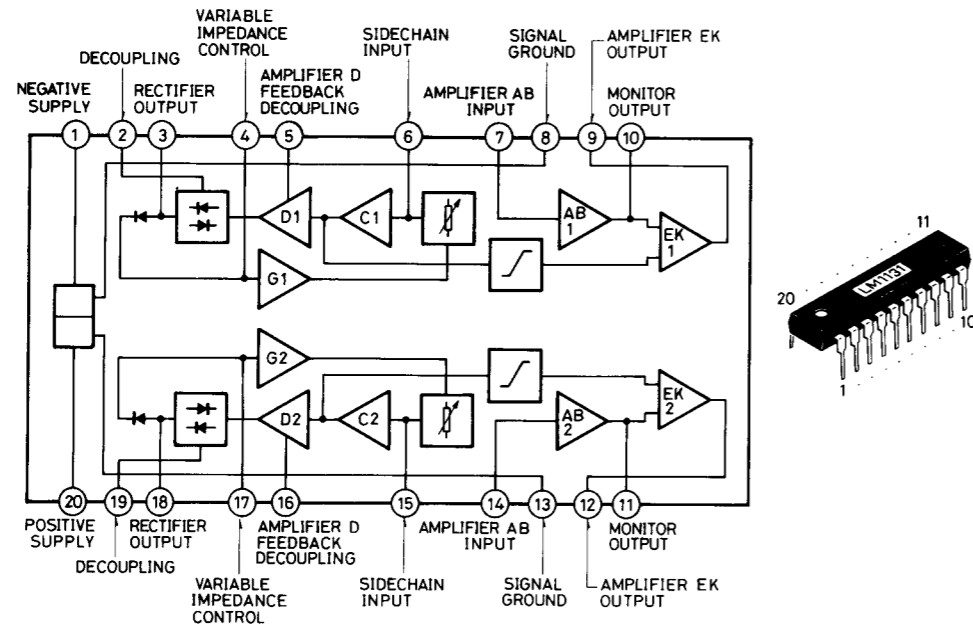 VARIABLE
IMPEDANCE
CONTROL
SIDECHAIN
INPUT
SIGNAL
GROUND
AMPLIFIER EK
OUTPUT
DECOUPLING
NEGATIVE
SUPPLY
RECTIFIER
OUTPUT
AMPLIFIER D
FEEDBACK
DECOUPLING
AMPLIFIER AB
INPUT
MONITOR
OUTPUT
1
2
3
4
5
6
7
8
9
10
D1
C1
AB
1
EK
1
G1
G2
D2
C2
AB
2
EK
2
20
19
18
17
16
15
14
13
12
11
POSITIVE
SUPPLY
RECTIFIER
OUTPUT
AMPLIFIER D
FEEDBACK
DECOUPLING
AMPLIFIER AB
INPUT
MONITOR
OUTPUT
DECOUPLING
VARIABLE
IMPEDANCE
CONTROL
SIDECHAIN
INPUT
SIGNAL
GROUND
AMPLIFIER EK
OUTPUT
11
LM1131
20
10
1